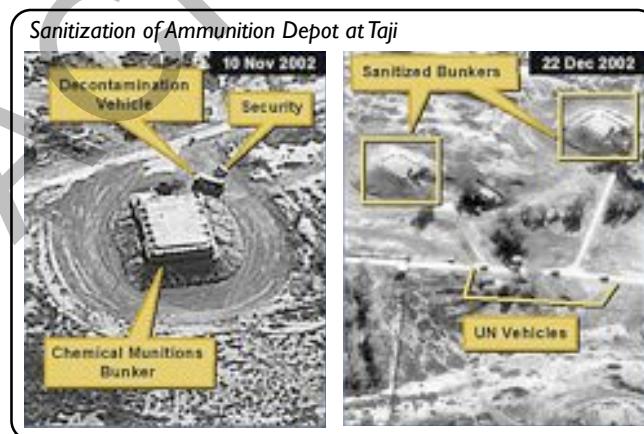 Sanitization of Ammunition Depot at Taji
10 Nov 2002
Decontamination
Vehicle
Security
Chemical Munitions
Bunker
22 Dec 2002
Sanitized Bunkers
UN Vehicles